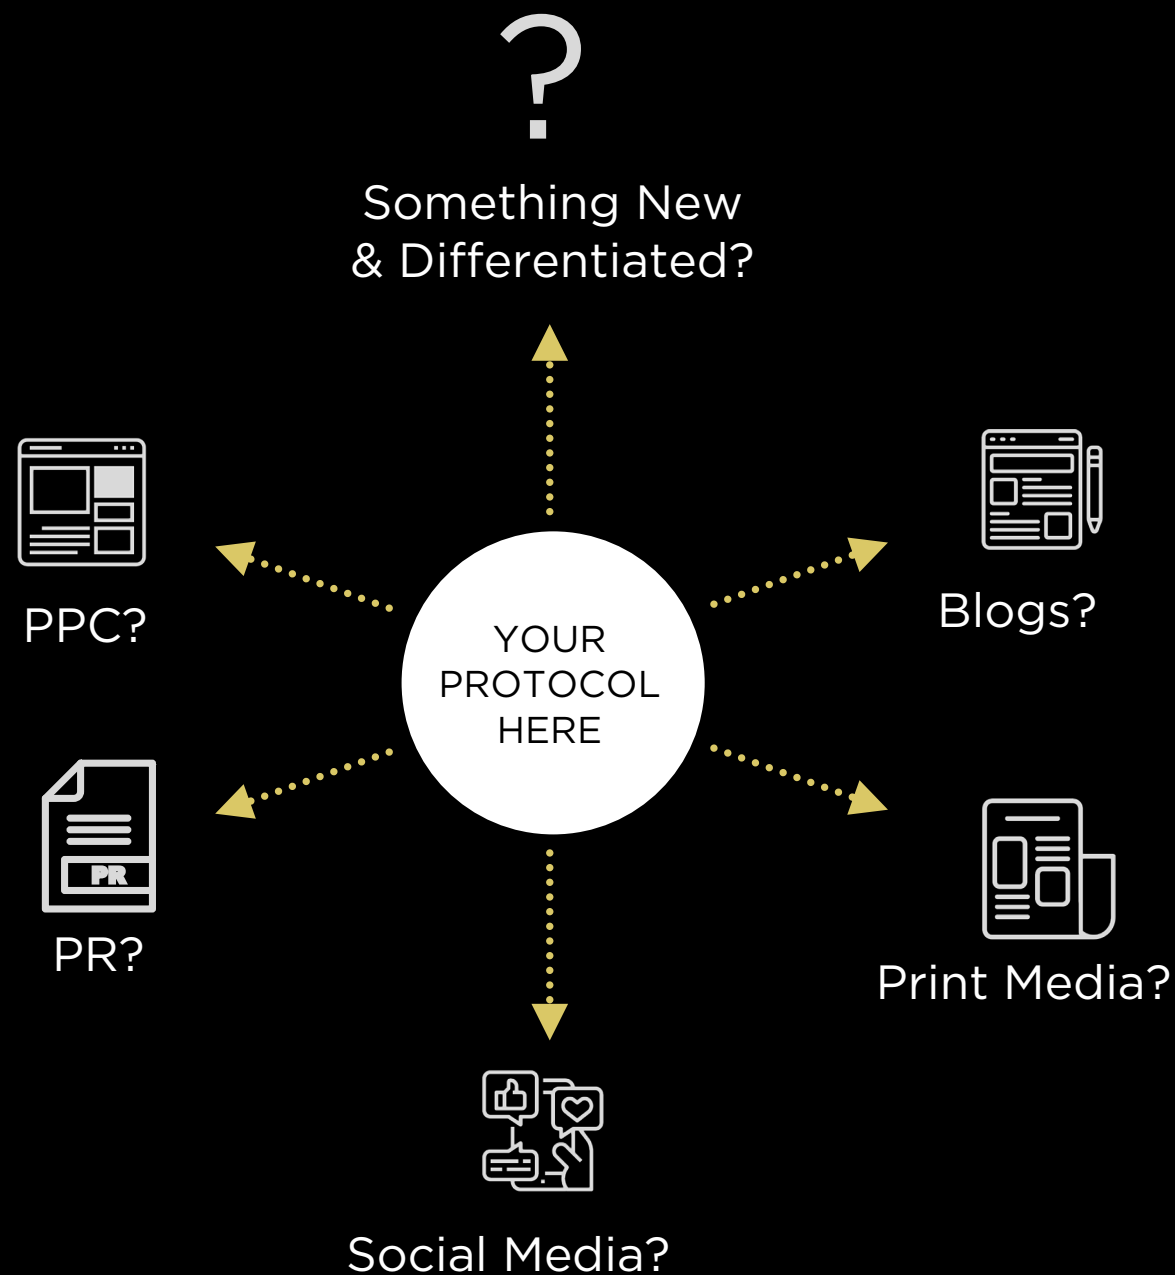 ?
Something New
& Differentiated?
PPC?
Blogs?
YOUR
PROTOCOL
HERE
PR
PR?
Print Media?
Social Media?